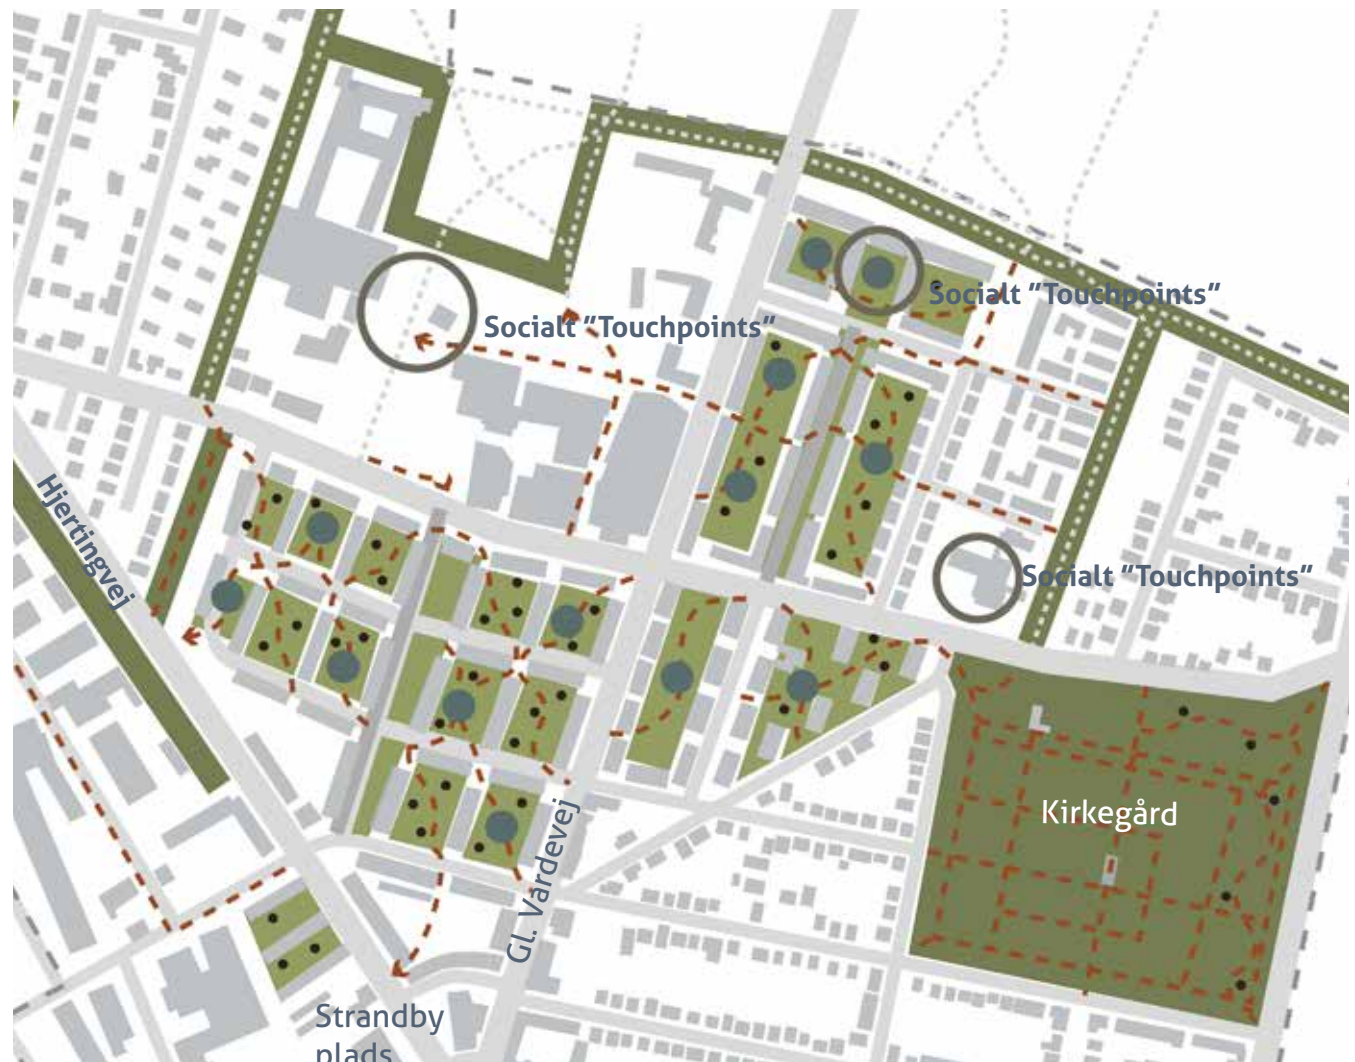 Socialt ”Touchpoints”
Socialt ”Touchpoints”
Hjertingvej
Socialt ”Touchpoints”
Kirkegård
Gl. Vardevej
Strandby
plads